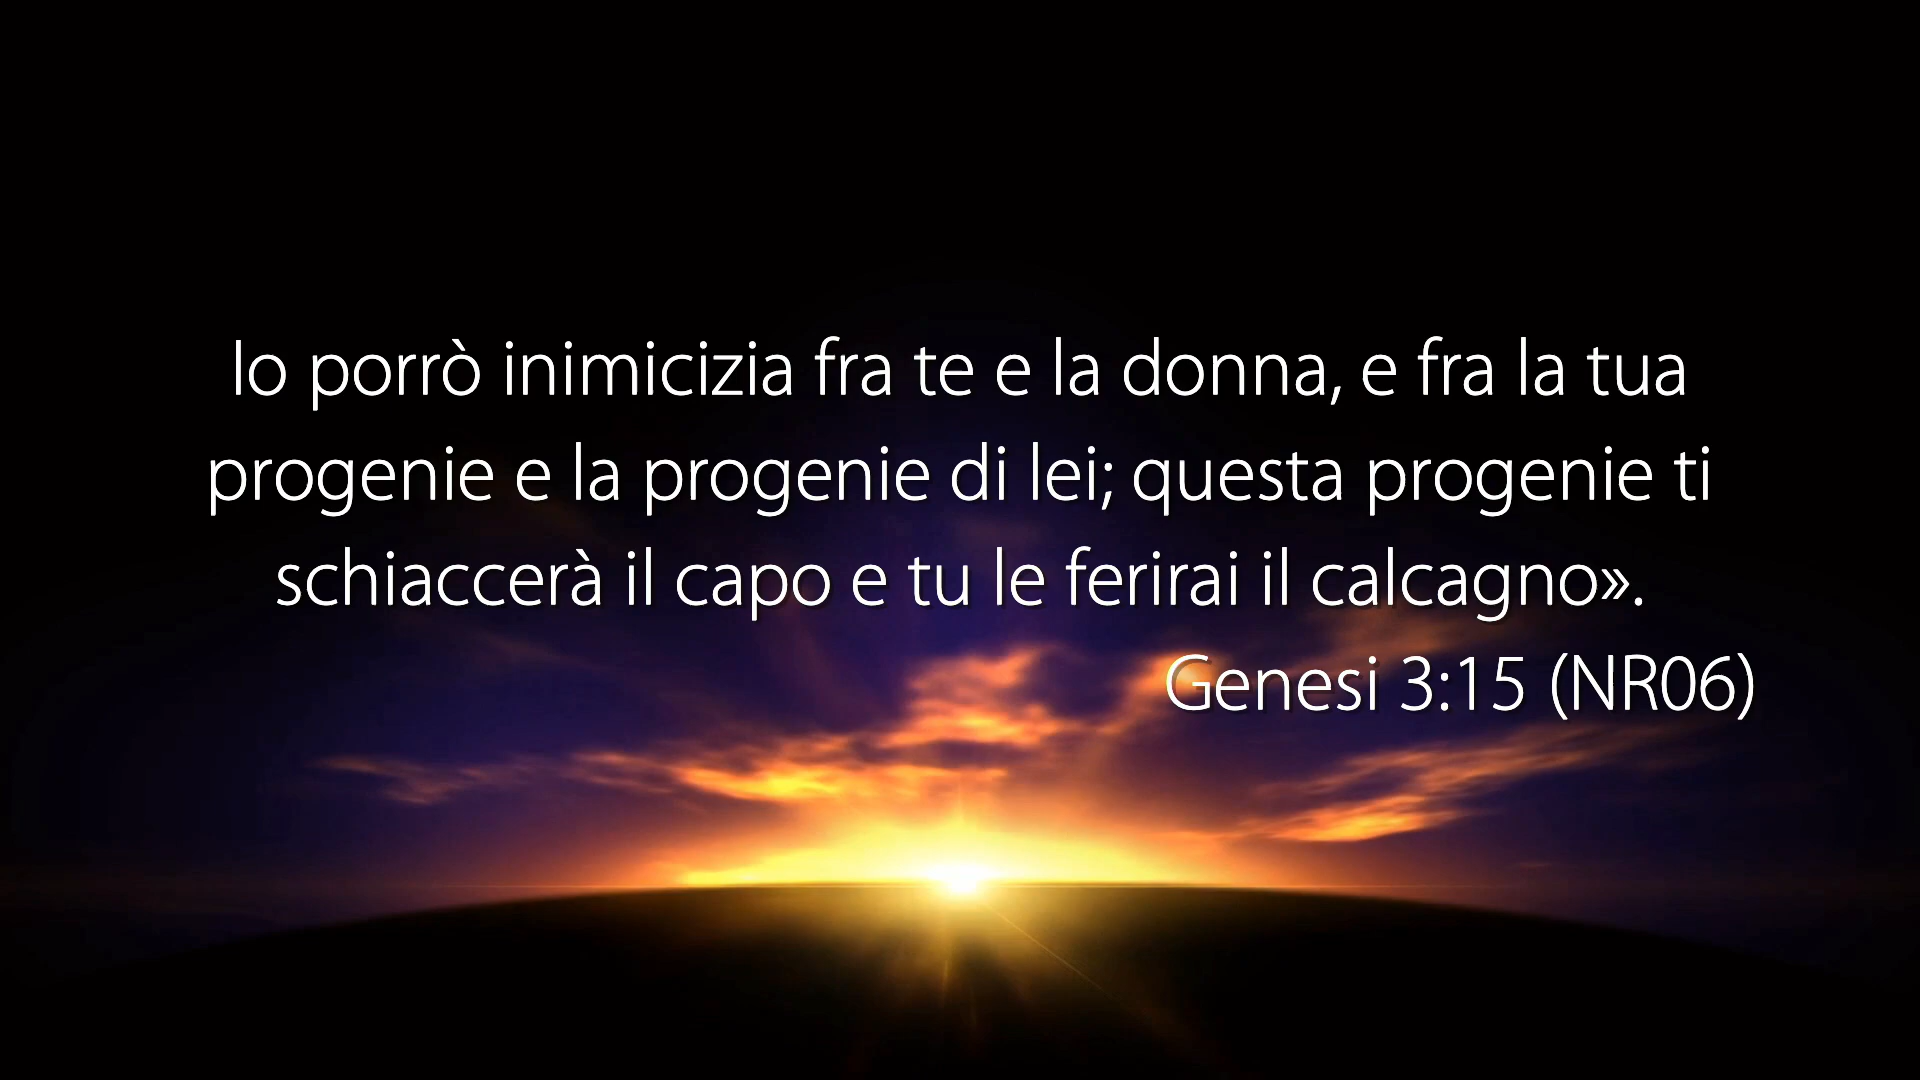 Io porrò inimicizia fra te e la donna, e fra la tua
progenie e la progenie di lei; questa progenie ti
schiaccerà il capo e tu le ferirai il calcagno».
Genesi 3:15 (NR06)